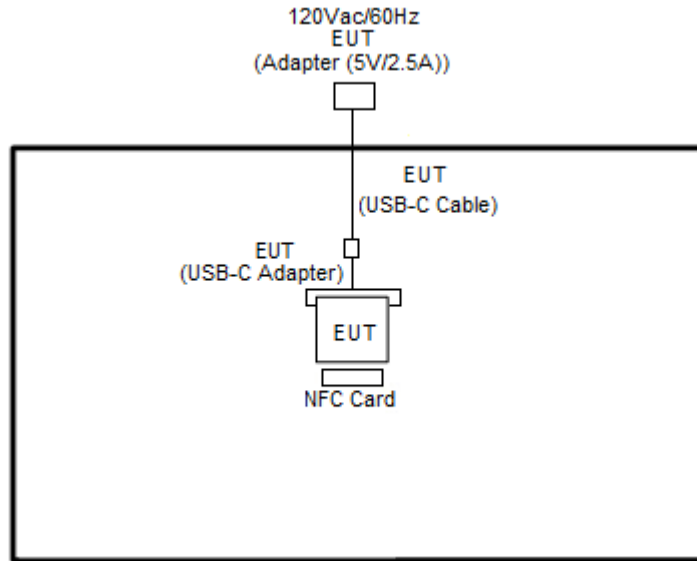 120Vac/60Hz
EUT
(Adapter (5V/2.5A))
EUT
(USB-C Cable)
EUT
(USB-C Adapter)
EUT
NFC Card